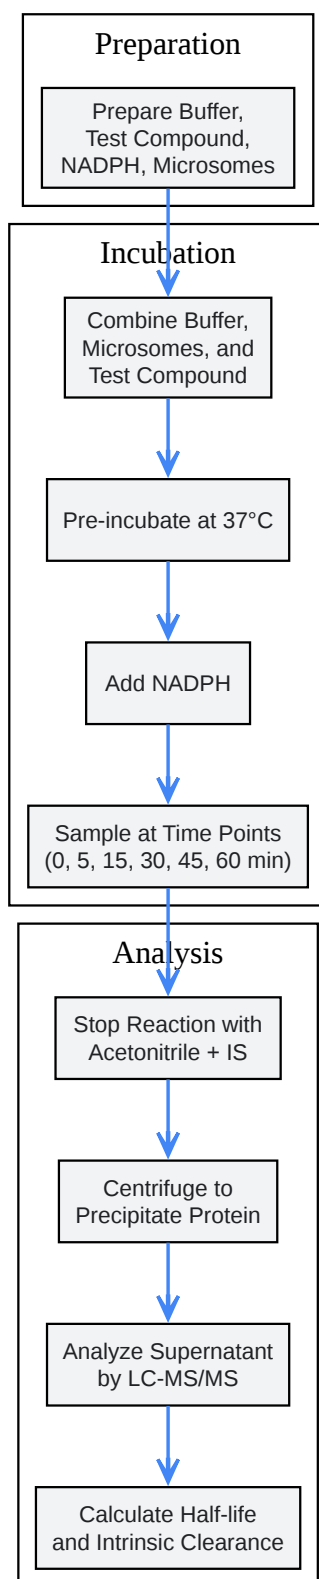 Preparation
Prepare Buffer,
Test Compound,
NADPH, Microsomes
Incubation
Combine Buffer,
Microsomes, and
Test Compound
Pre-incubate at 37°C
Add NADPH
Sample at Time Points
(0, 5, 15, 30, 45, 60 min)
Analysis
Stop Reaction with
Acetonitrile + IS
Centrifuge to
Precipitate Protein
Analyze Supernatant
by LC-MS/MS
Calculate Half-life
and Intrinsic Clearance